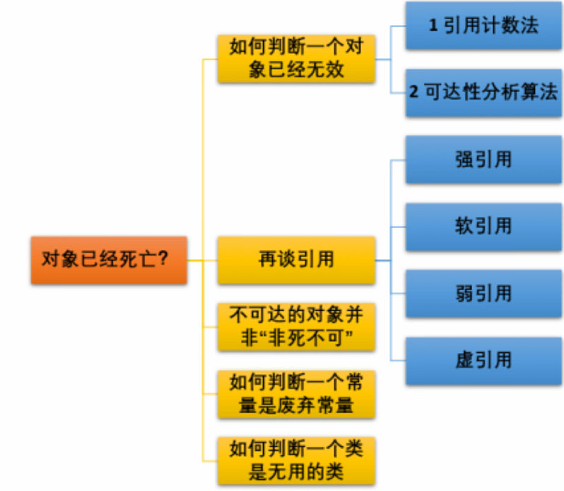 对象已经死亡?
如何判断一个对
象已经无效
1 引用计数法
2 可达性分析算法
再谈引用
强引用
软引用
弱引用
虚引用
不可达的对象并
非“非死不可”
如何判断一个常
量是废弃常量
如何判断一个类
是无用的类